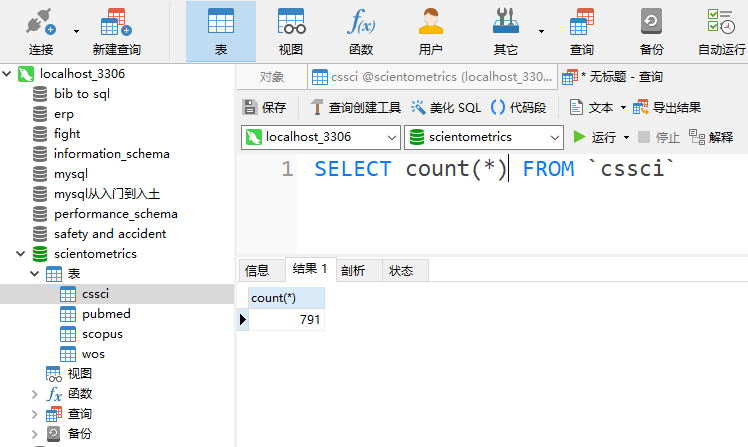 连接 新建查询 表 视图 函数 用户 其它 查询 备份 自动运行
localhost_3306
bib to sql
erp
fight
information_schema
mysql
mysql从入门到入土
performance_schema
safety and accident
scientometrics
表
cssci
pubmed
scopus
wos
视图
函数
查询
备份
对象 cssci @scientometrics (localhost_330... * 无标题 - 查询
保存 查询创建工具 美化 SQL () 代码段 文本 导出结果
localhost_3306 scientometrics 运行 停止 解释
1 SELECT count(*) FROM `cssci`
信息 结果 1 剖析 状态
count(*)
791